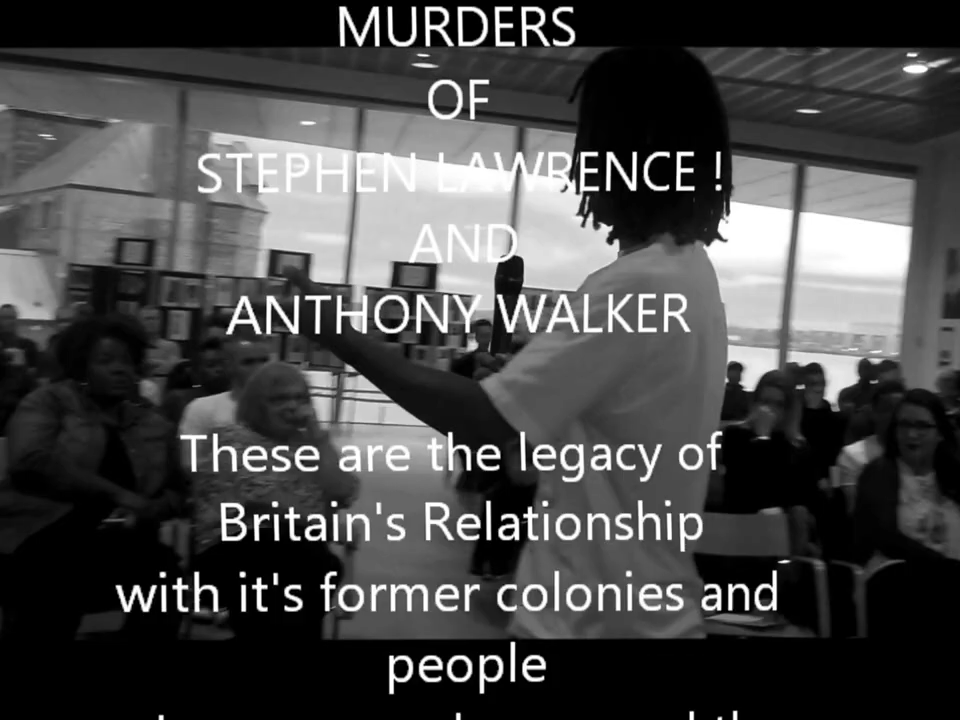 MURDERS
OF
STEPHEN LAWRENCE !
AND
ANTHONY WALKER
These are the legacy of
Britain's Relationship
with it's former colonies and
people